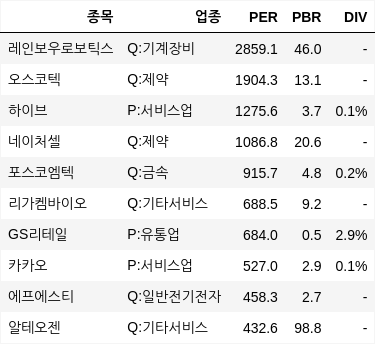 종목 업종 PER PBR DIV
레인보우로보틱스 Q:기계장비 2859.1 46.0 -
오스코텍 Q:제약 1904.3 13.1 -
하이브 P:서비스업 1275.6 3.7 0.1%
네이처셀 Q:제약 1086.8 20.6 -
포스코엠텍 Q:금속 915.7 4.8 0.2%
리가켐바이오 Q:기타서비스 688.5 9.2 -
GS리테일 P:유통업 684.0 0.5 2.9%
카카오 P:서비스업 527.0 2.9 0.1%
에프에스티 Q:일반전기전자 458.3 2.7 -
알테오젠 Q:기타서비스 432.6 98.8 -